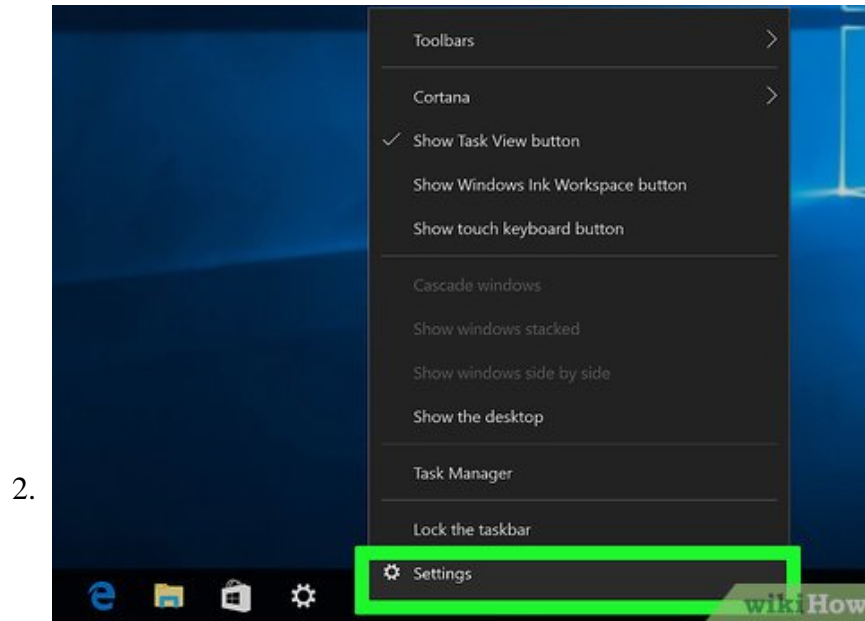 Toolbars
Cortana
Show Task View button
Show Windows Ink Workspace button
Show touch keyboard button
Cascade windows
Show windows stacked
Show windows side by side
Show the desktop
Task Manager
2.
Lock the taskbar
Settings
wikiHow